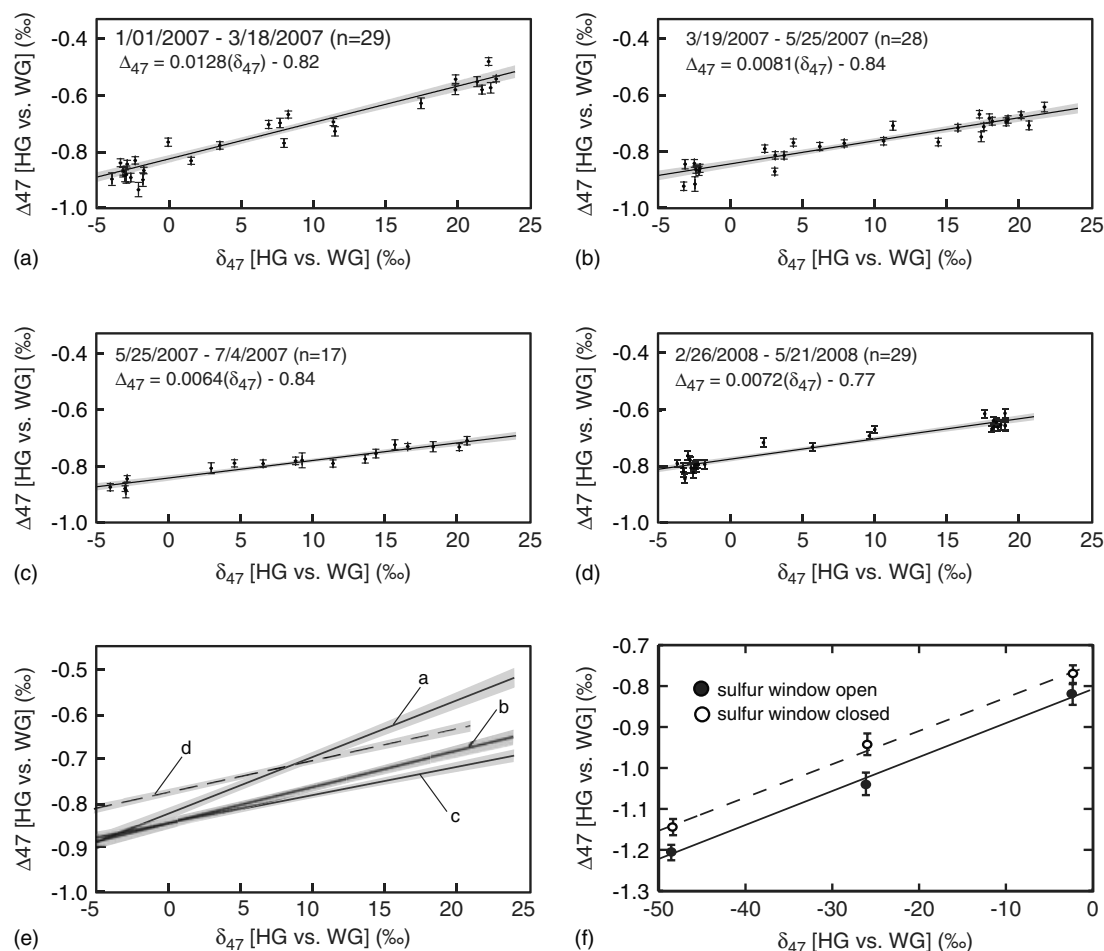 1/01/2007 - 3/18/2007 (n=29)
Δ47 = 0.0128(δ47) - 0.82
Δ47 [HG vs. WG] (‰)
-0.4
-0.6
-0.8
-1.0
-5 0 5 10 15 20 25
(a)
δ47 [HG vs. WG] (‰)
3/19/2007 - 5/25/2007 (n=28)
Δ47 = 0.0081(δ47) - 0.84
Δ47 [HG vs. WG] (‰)
-0.4
-0.6
-0.8
-1.0
-5 0 5 10 15 20 25
(b)
δ47 [HG vs. WG] (‰)
5/25/2007 - 7/4/2007 (n=17)
Δ47 = 0.0064(δ47) - 0.84
Δ47 [HG vs. WG] (‰)
-0.4
-0.6
-0.8
-1.0
-5 0 5 10 15 20 25
(c)
δ47 [HG vs. WG] (‰)
2/26/2008 - 5/21/2008 (n=29)
Δ47 = 0.0072(δ47) - 0.77
Δ47 [HG vs. WG] (‰)
-0.4
-0.6
-0.8
-1.0
-5 0 5 10 15 20 25
(d)
δ47 [HG vs. WG] (‰)
Δ47 [HG vs. WG] (‰)
-0.5
-0.6
-0.7
-0.8
-0.9
-1.0
a
b
d
c
-5 0 5 10 15 20 25
(e)
δ47 [HG vs. WG] (‰)
Δ47 [HG vs. WG] (‰)
-0.7
-0.8
-0.9
-1.0
-1.1
-1.2
-1.3
sulfur window open
sulfur window closed
-50 -40 -30 -20 -10 0
(f)
δ47 [HG vs. WG] (‰)